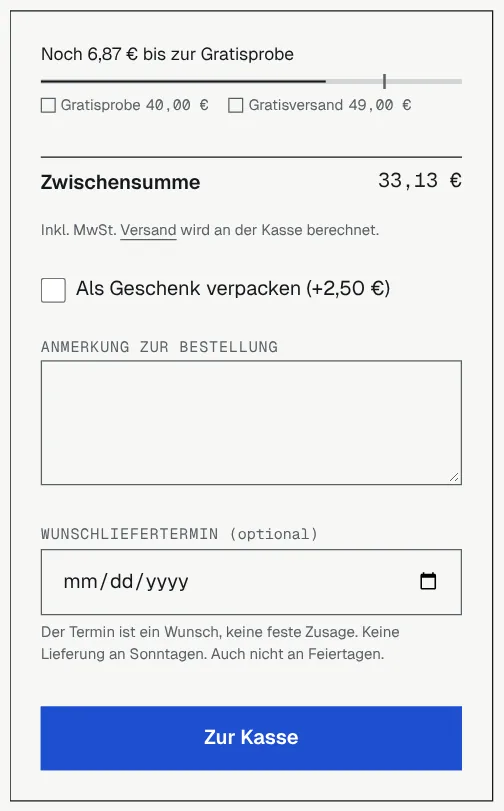 Noch 6,87 € bis zur Gratisprobe
Gratisprobe 40,00 € Gratisversand 49,00 €
Zwischensumme 33,13 €
Inkl. MwSt. Versand wird an der Kasse berechnet.
Als Geschenk verpacken (+2,50 €)
ANMERKUNG ZUR BESTELLUNG
WUNSCHLIEFERTERMIN (optional)
mm/dd/yyyy
Der Termin ist ein Wunsch, keine feste Zusage. Keine
Lieferung an Sonntagen. Auch nicht an Feiertagen.
Zur Kasse